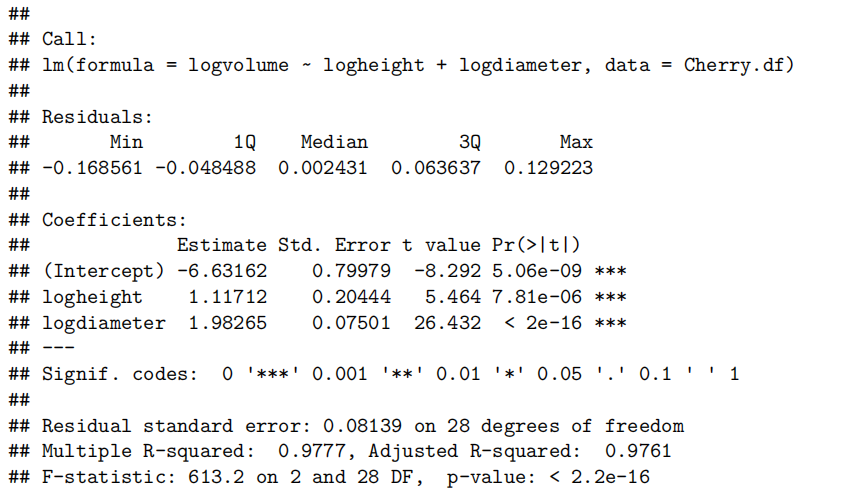 ##
## Call:
## lm(formula = logvolume ~ logheight + logdiameter, data = Cherry.df)
##
## Residuals:
##       Min        1Q    Median        3Q       Max
## -0.168561 -0.048488  0.002431  0.063637  0.129223
##
## Coefficients:
##             Estimate Std. Error t value Pr(>|t|)
## (Intercept) -6.63162    0.79979  -8.292 5.06e-09 ***
## logheight    1.11712    0.20444   5.464 7.81e-06 ***
## logdiameter  1.98265    0.07501  26.432  < 2e-16 ***
## ---
## Signif. codes:  0 '***' 0.001 '**' 0.01 '*' 0.05 '.' 0.1 ' ' 1
##
## Residual standard error: 0.08139 on 28 degrees of freedom
## Multiple R-squared:  0.9777, Adjusted R-squared:  0.9761
## F-statistic: 613.2 on 2 and 28 DF,  p-value: < 2.2e-16